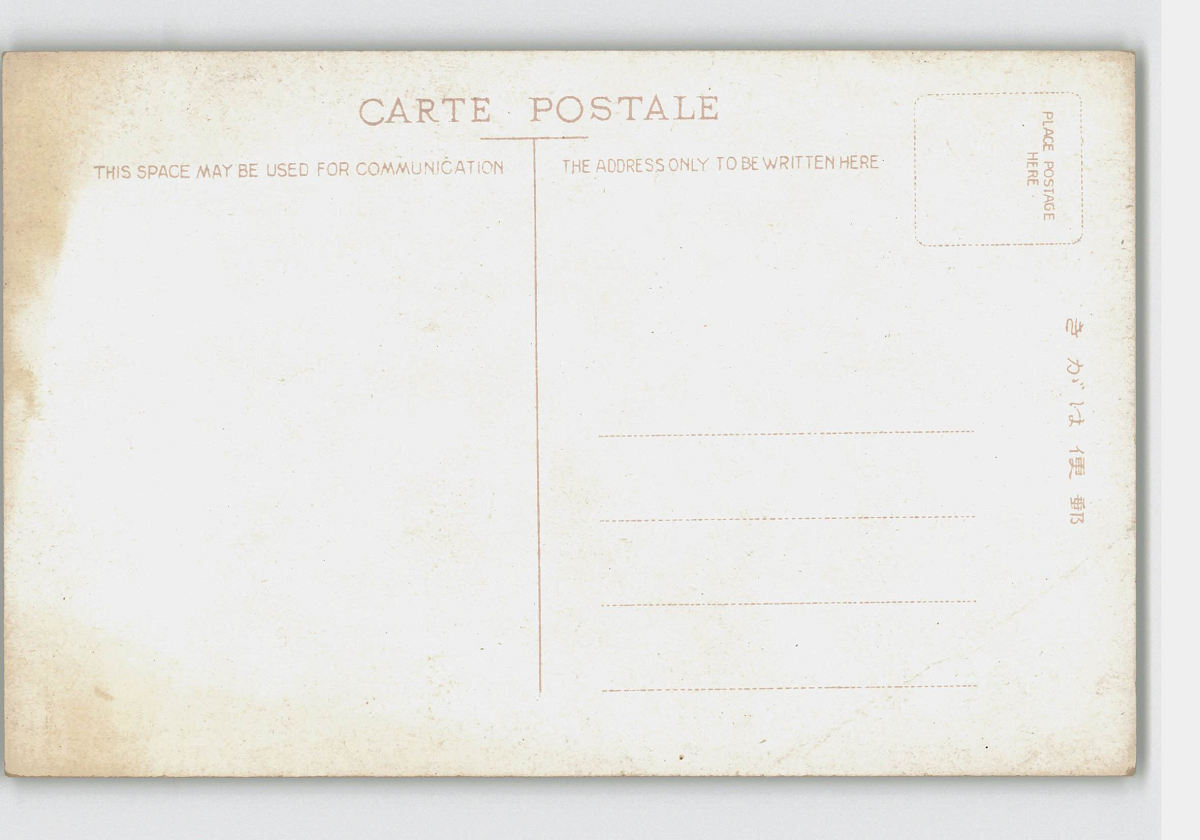 CARTE POSTALE
THIS SPACE MAY BE USED FOR COMMUNICATION
THE ADDRESS ONLY TO BE WRITTEN HERE
PLACE POSTAGE
HERE
きがは便郵